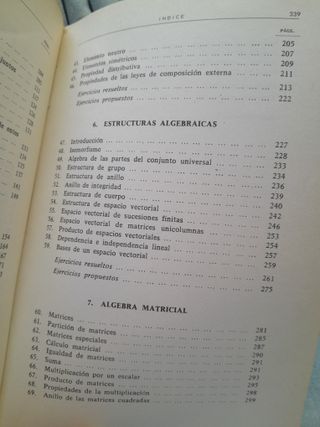 INDICE 339
PÁGS.
43. Elemento neutro ... 205
44. Elementos simétricos ... 207
45. Propiedad distributiva ... 209
46. Propiedades de las leyes de composición externa ... 211
Ejercicios resueltos ... 213
Ejercicios propuestos ... 222
6. ESTRUCTURAS ALGEBRAICAS
47. Introducción ... 227
48. Isomorfismo ... 228
49. Algebra de las partes del conjunto universal ... 233
50. Estructura de grupo ... 234
51. Estructura de anillo ... 236
52. Anillo de integridad ... 239
53. Estructura de cuerpo ... 240
54. Estructura de espacio vectorial ... 242
55. Espacio vectorial de sucesiones finitas ... 246
56. Espacio vectorial de matrices unicolumnas ... 253
57. Producto de espacios vectoriales ... 254
58. Dependencia e independencia lineal ... 257
59. Bases de un espacio vectorial ... 259
Ejercicios resueltos ... 261
Ejercicios propuestos ... 275
7. ALGEBRA MATRICIAL
60. Matrices ... 281
61. Partición de matrices ... 285
62. Matrices especiales ... 287
63. Cálculo matricial ... 290
64. Igualdad de matrices ... 291
65. Suma ... 291
66. Multiplicación por un escalar ... 293
67. Producto de matrices ... 295
68. Propiedades de la multiplicación ... 298
69. Anillo de las matrices cuadradas ... 299